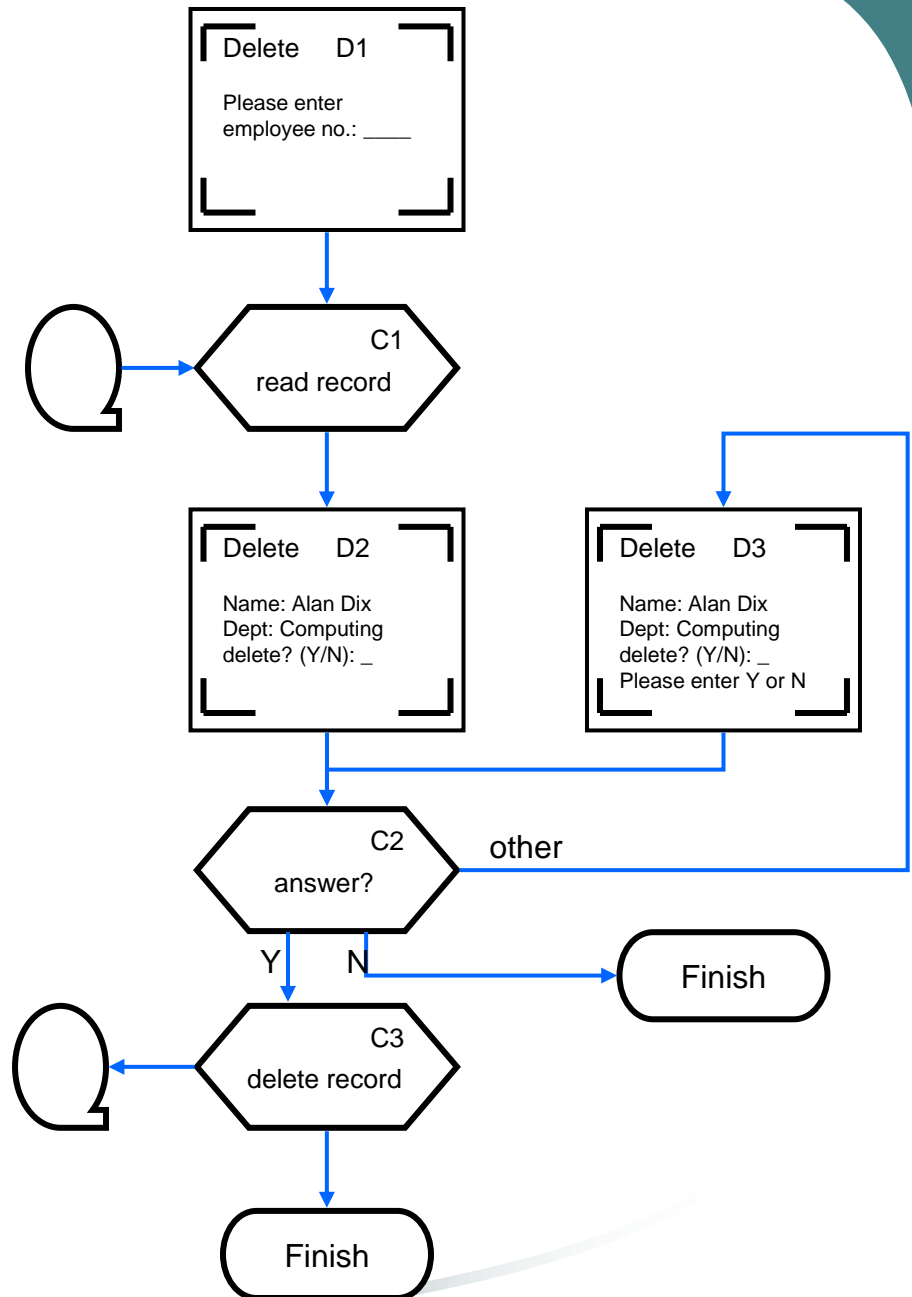 Delete D1
Please enter
employee no.: ____
C1
read record
Delete D2
Name: Alan Dix
Dept: Computing
delete? (Y/N): _
Delete D3
Name: Alan Dix
Dept: Computing
delete? (Y/N): _
Please enter Y or N
C2
answer?
other
Y
N
Finish
C3
delete record
Finish